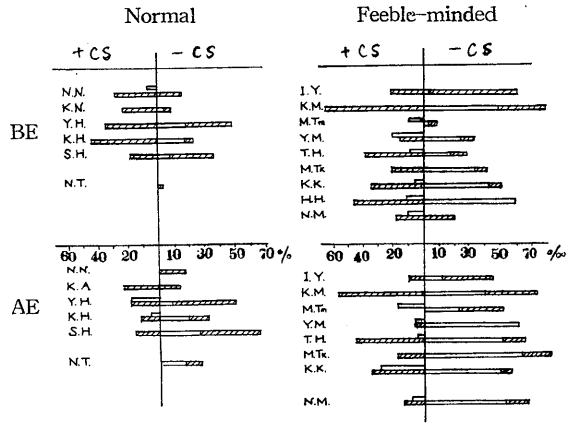 Normal
Feeble-minded
+ CS
- CS
+ CS
- CS
BE
N.N.
K.N.
Y.H.
K.H.
S.H.
N.T.
I.Y.
K.M.
M.Tm
Y.M.
T.H.
M.Tk
K.K.
H.H.
N.M.
60 40 20 10 30 50 70 %
60 40 20 10 30 50 70 %
AE
N.N.
K.A
Y.H.
K.H.
S.H.
N.T.
I.Y.
K.M.
M.Tm
Y.M.
T.H.
M.Tk.
K.K.
N.M.